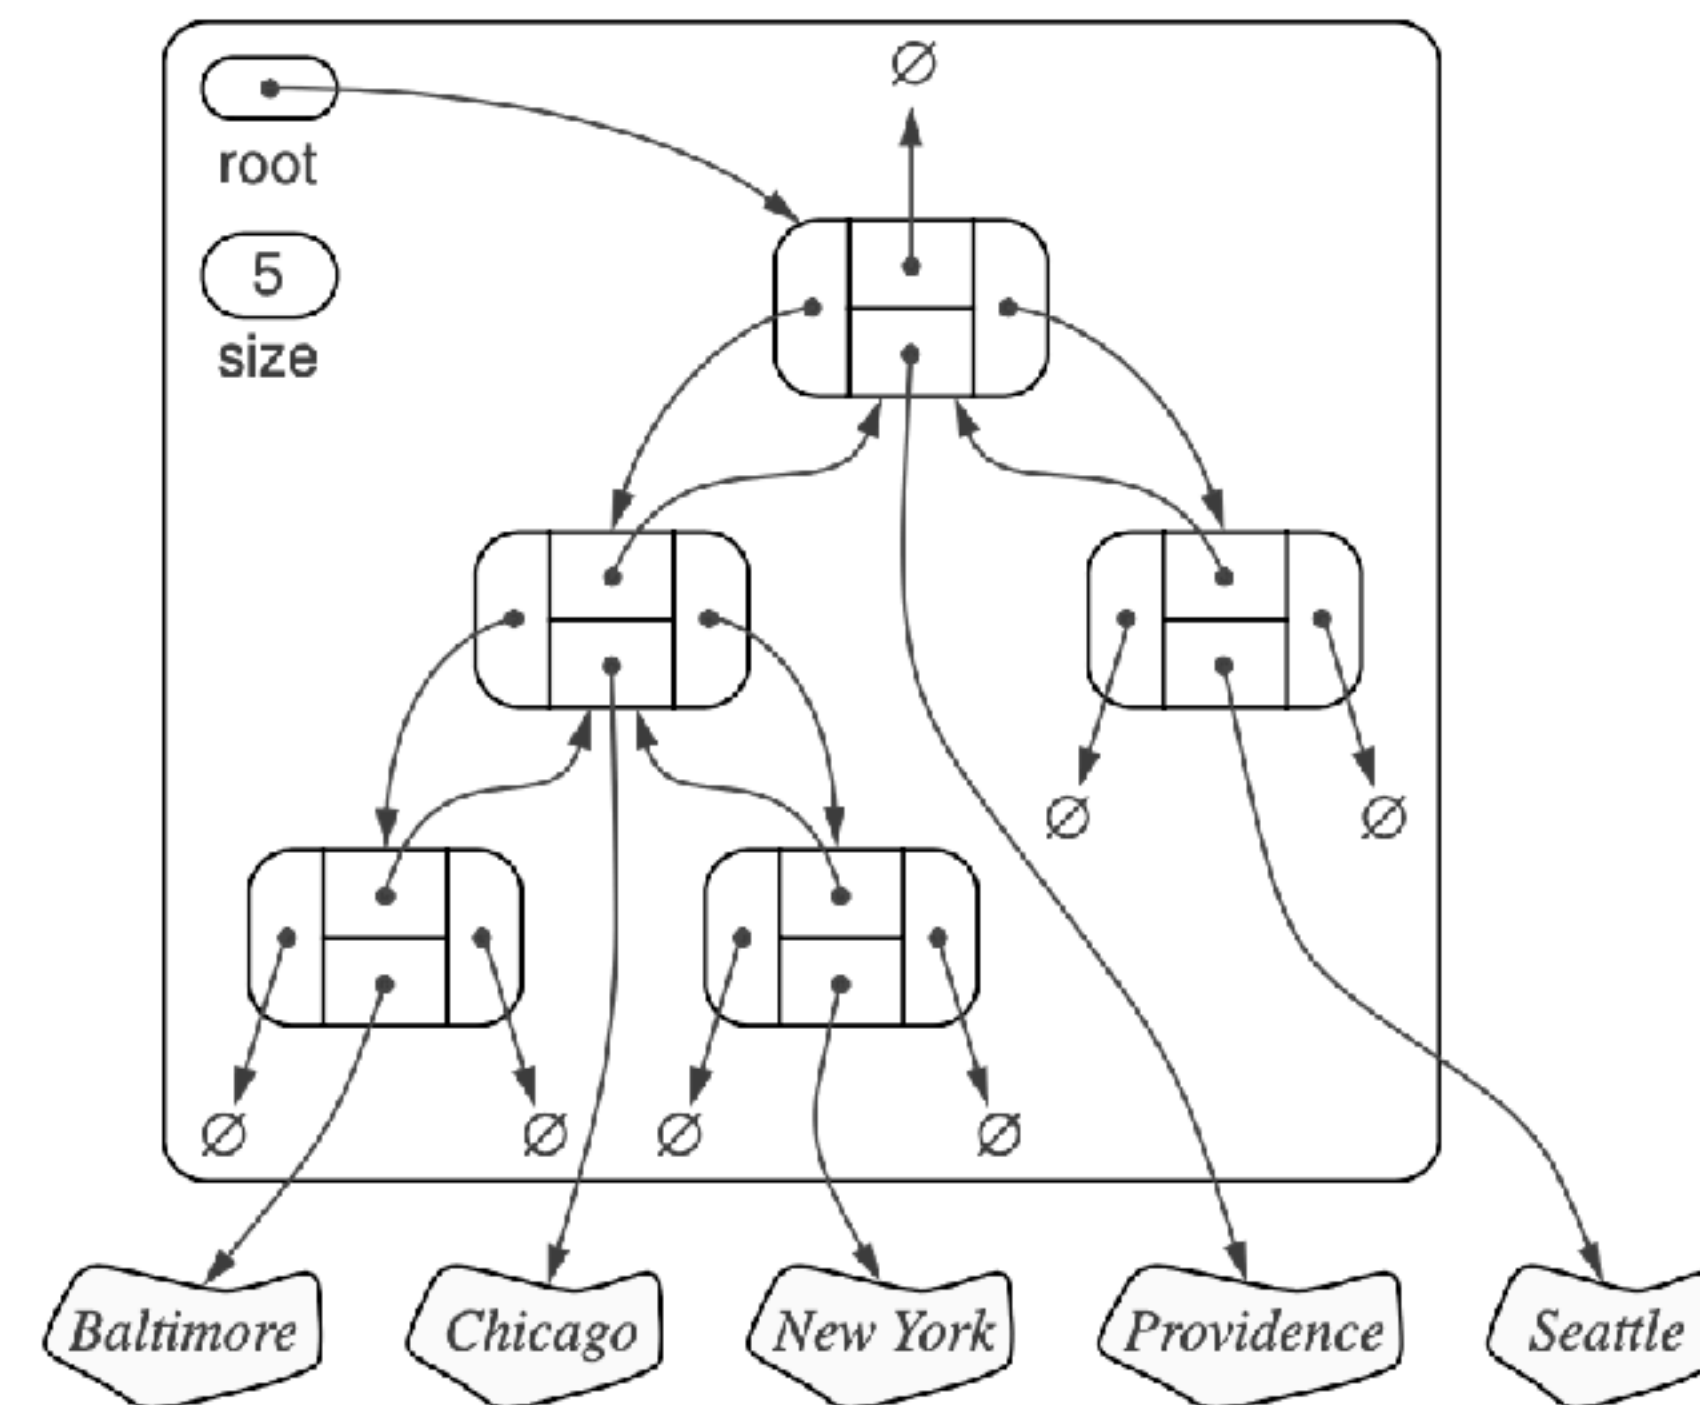 ∅
root
5
size
∅ ∅
∅ ∅ ∅ ∅
Baltimore Chicago New York Providence Seattle